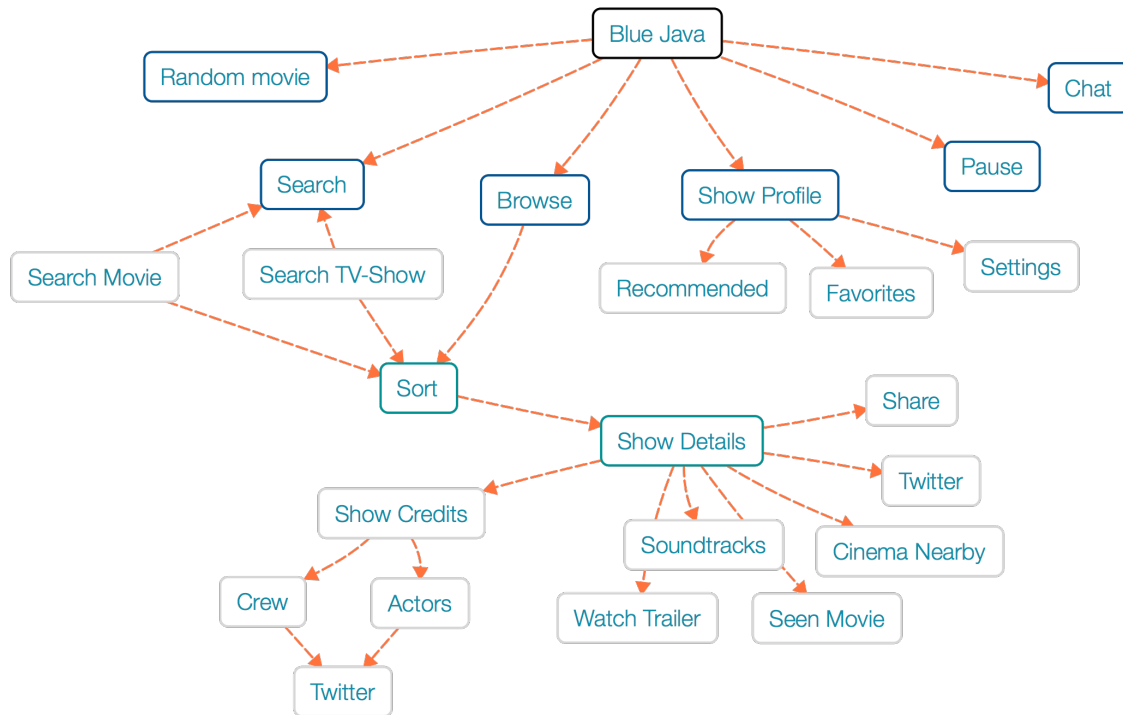 Blue Java
Random movie
Chat
Search
Browse
Show Profile
Pause
Search Movie
Search TV-Show
Recommended
Favorites
Settings
Sort
Share
Show Details
Twitter
Show Credits
Soundtracks
Cinema Nearby
Crew
Actors
Watch Trailer
Seen Movie
Twitter